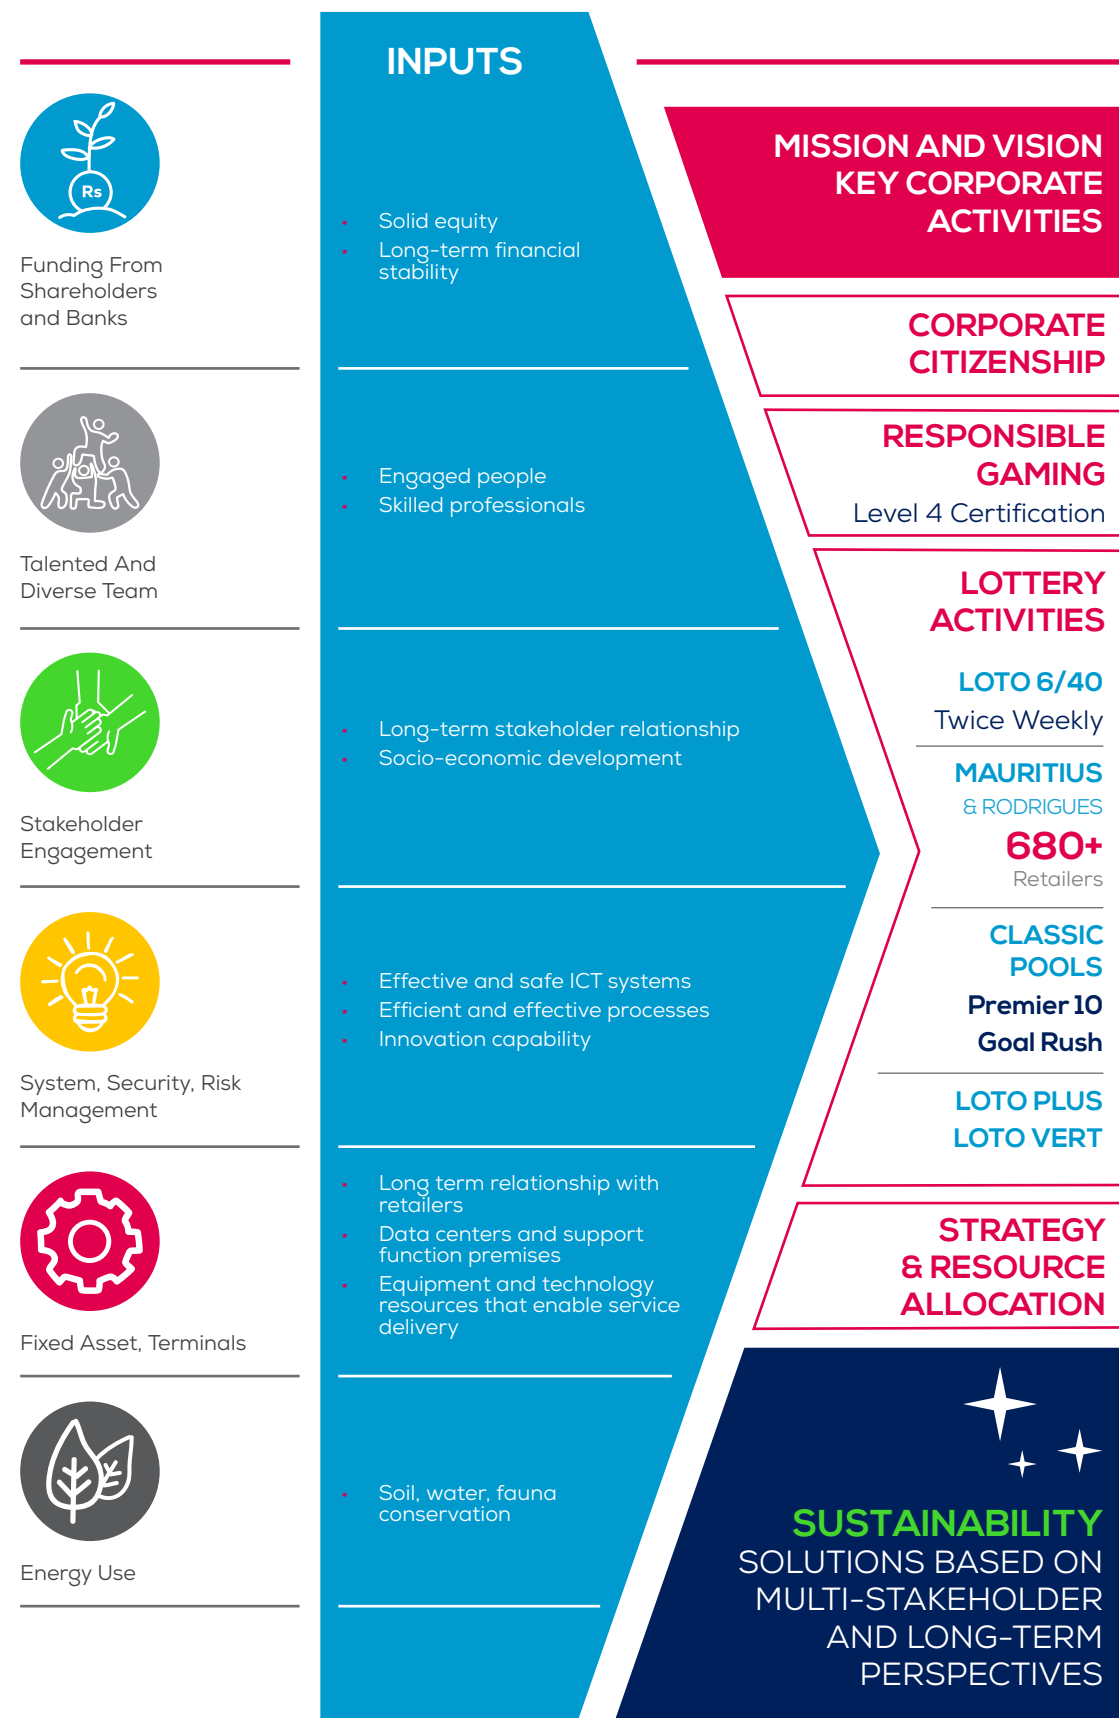 INPUTS
Rs
Funding From
Shareholders
and Banks
• Solid equity
• Long-term financial
stability
Talented And
Diverse Team
• Engaged people
• Skilled professionals
Stakeholder
Engagement
• Long-term stakeholder relationship
• Socio-economic development
System, Security, Risk
Management
• Effective and safe ICT systems
• Efficient and effective processes
• Innovation capability
Fixed Asset, Terminals
• Long term relationship with
retailers
• Data centers and support
function premises
• Equipment and technology
resources that enable service
delivery
Energy Use
• Soil, water, fauna
conservation
MISSION AND VISION
KEY CORPORATE
ACTIVITIES
CORPORATE
CITIZENSHIP
RESPONSIBLE
GAMING
Level 4 Certification
LOTTERY
ACTIVITIES
LOTO 6/40
Twice Weekly
MAURITIUS
& RODRIGUES
680+
Retailers
CLASSIC
POOLS
Premier 10
Goal Rush
LOTO PLUS
LOTO VERT
STRATEGY
& RESOURCE
ALLOCATION
SUSTAINABILITY
SOLUTIONS BASED ON
MULTI-STAKEHOLDER
AND LONG-TERM
PERSPECTIVES